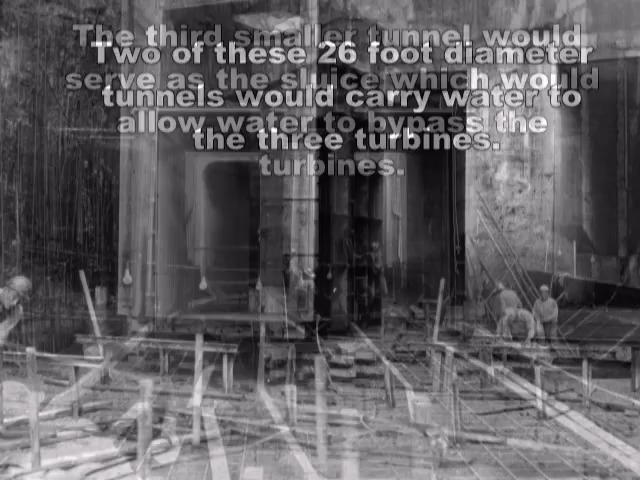 The third smaller tunnel would
Two of these 26 foot diameter
serve as the sluice which would
tunnels would carry water to
allow water to bypass the
the three turbines.
turbines.